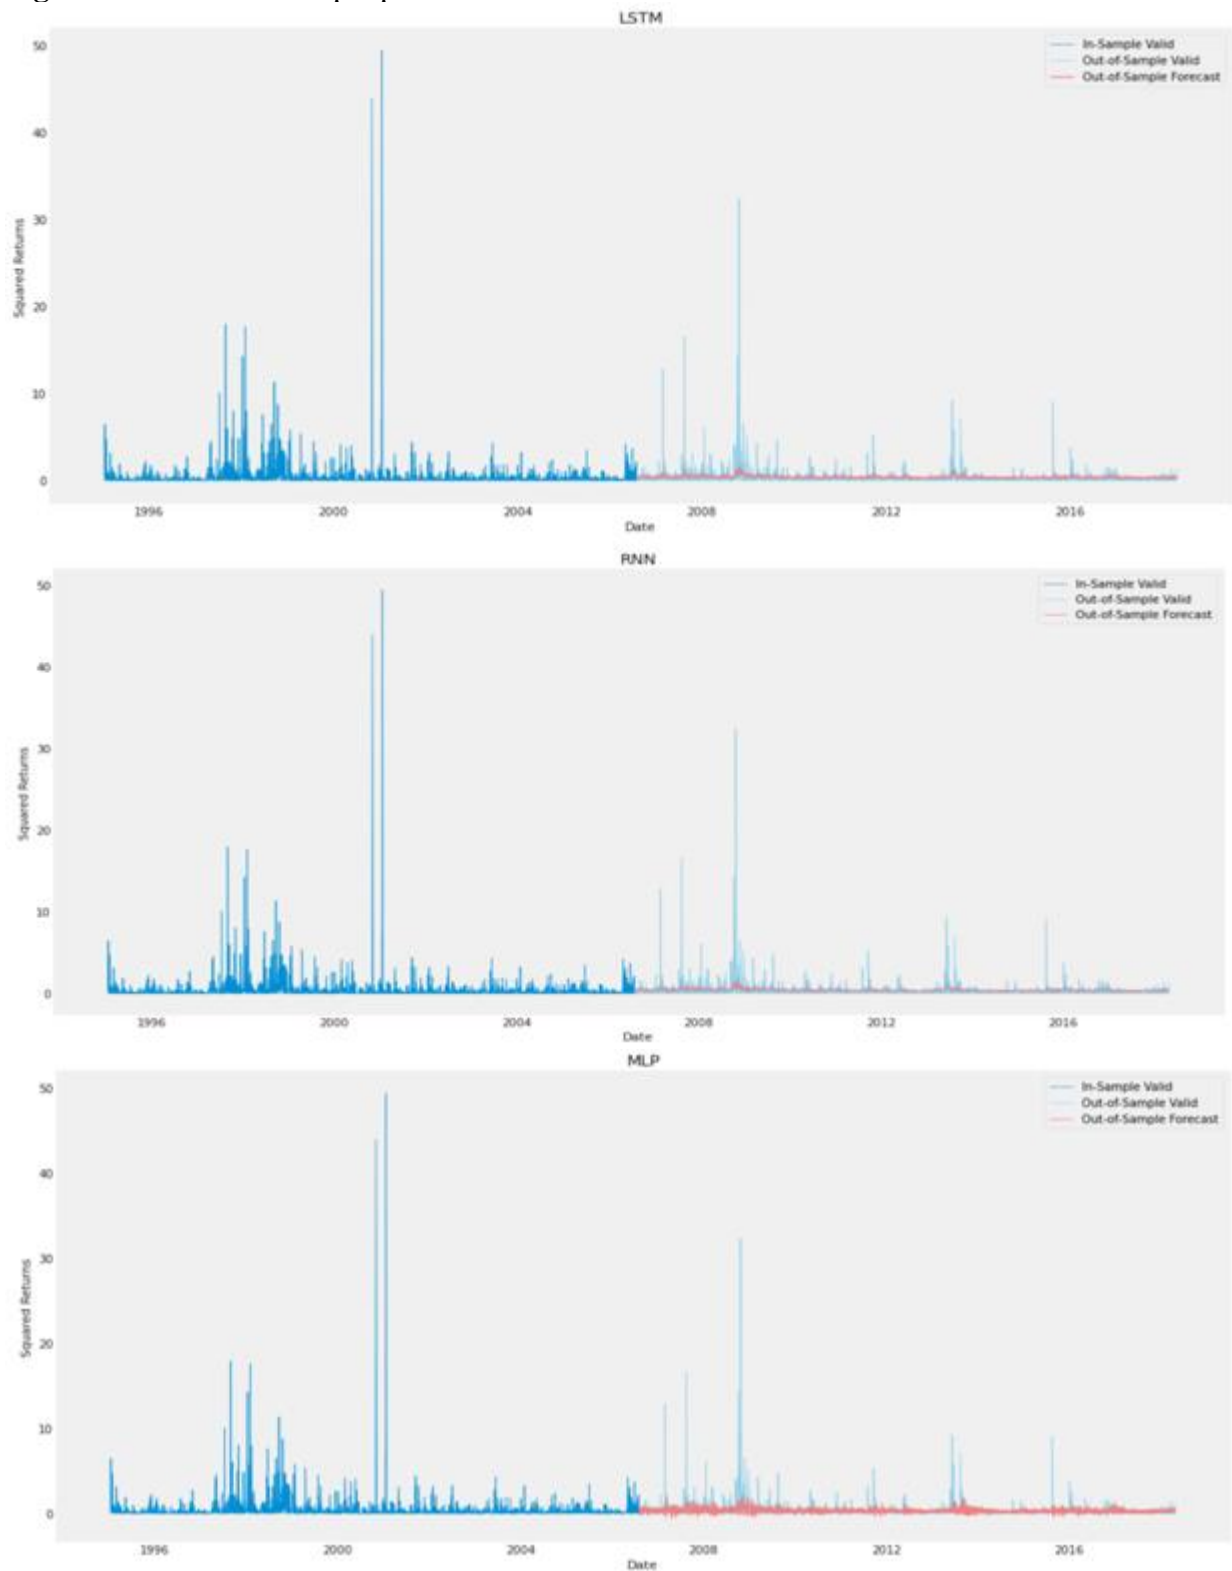 LSTM
In-Sample Valid
Out-of-Sample Valid
Out-of-Sample Forecast
50
40
30
20
10
0
Squared Returns
1996 2000 2004 2008 2012 2016
Date
RNN
In-Sample Valid
Out-of-Sample Valid
Out-of-Sample Forecast
50
40
30
20
10
0
Squared Returns
1996 2000 2004 2008 2012 2016
Date
MLP
In-Sample Valid
Out-of-Sample Valid
Out-of-Sample Forecast
50
40
30
20
10
0
Squared Returns
1996 2000 2004 2008 2012 2016
Date